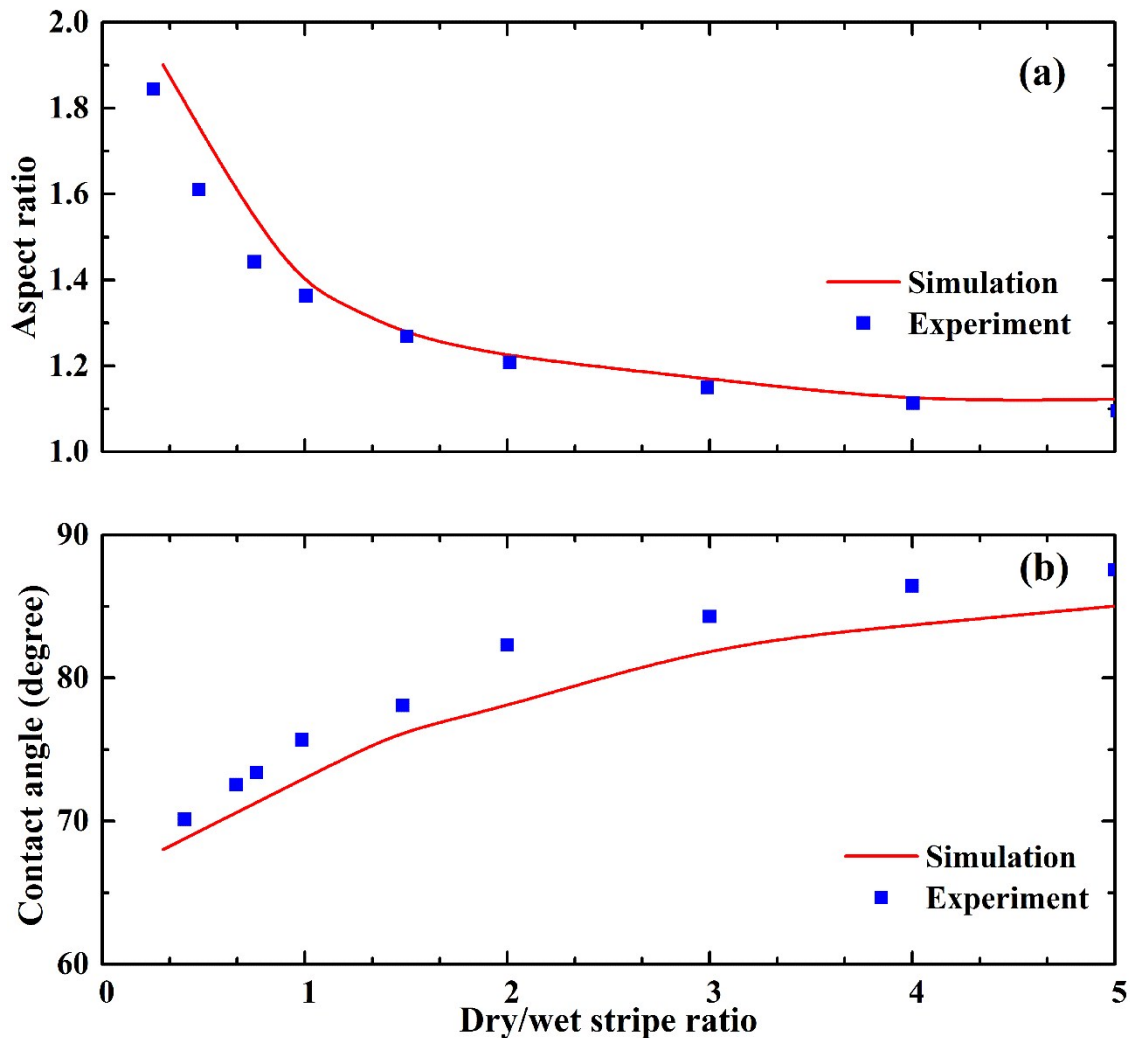 2.0
(a)
1.8
1.6
1.4
1.2
1.0
Aspect ratio
Simulation
Experiment
90
(b)
80
70
60
Contact angle (degree)
Simulation
Experiment
0 1 2 3 4 5
Dry/wet stripe ratio